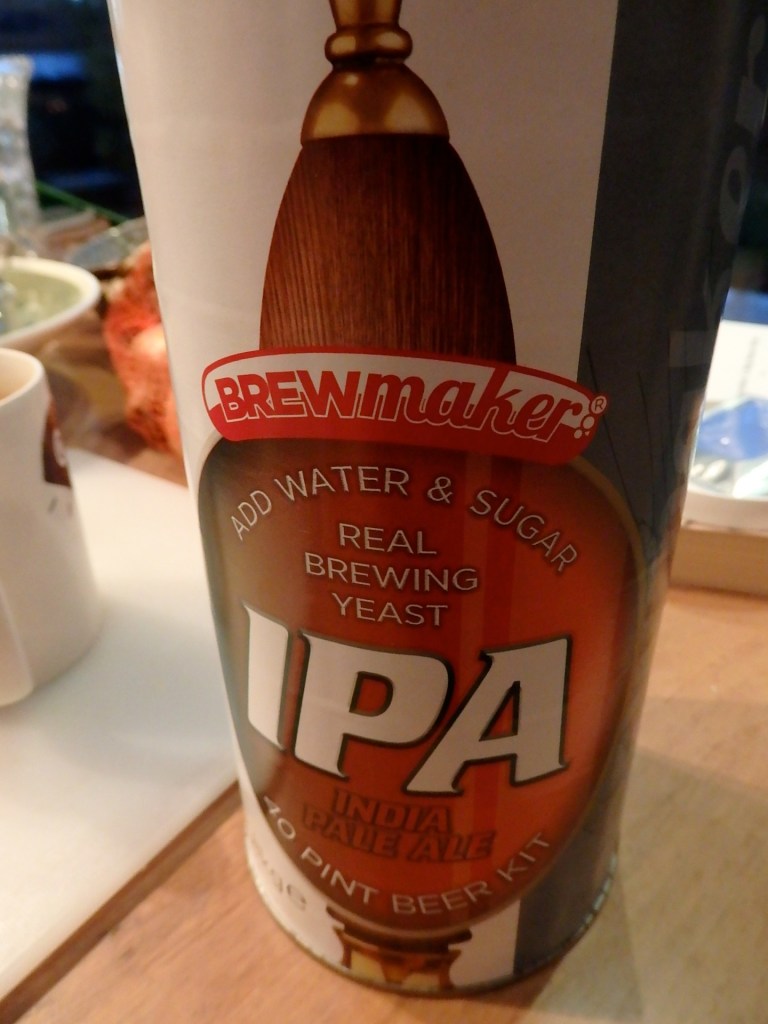 BREWmaker®
ADD WATER & SUGAR
REAL
BREWING
YEAST
IPA
INDIA
PALE ALE
40 PINT BEER KIT